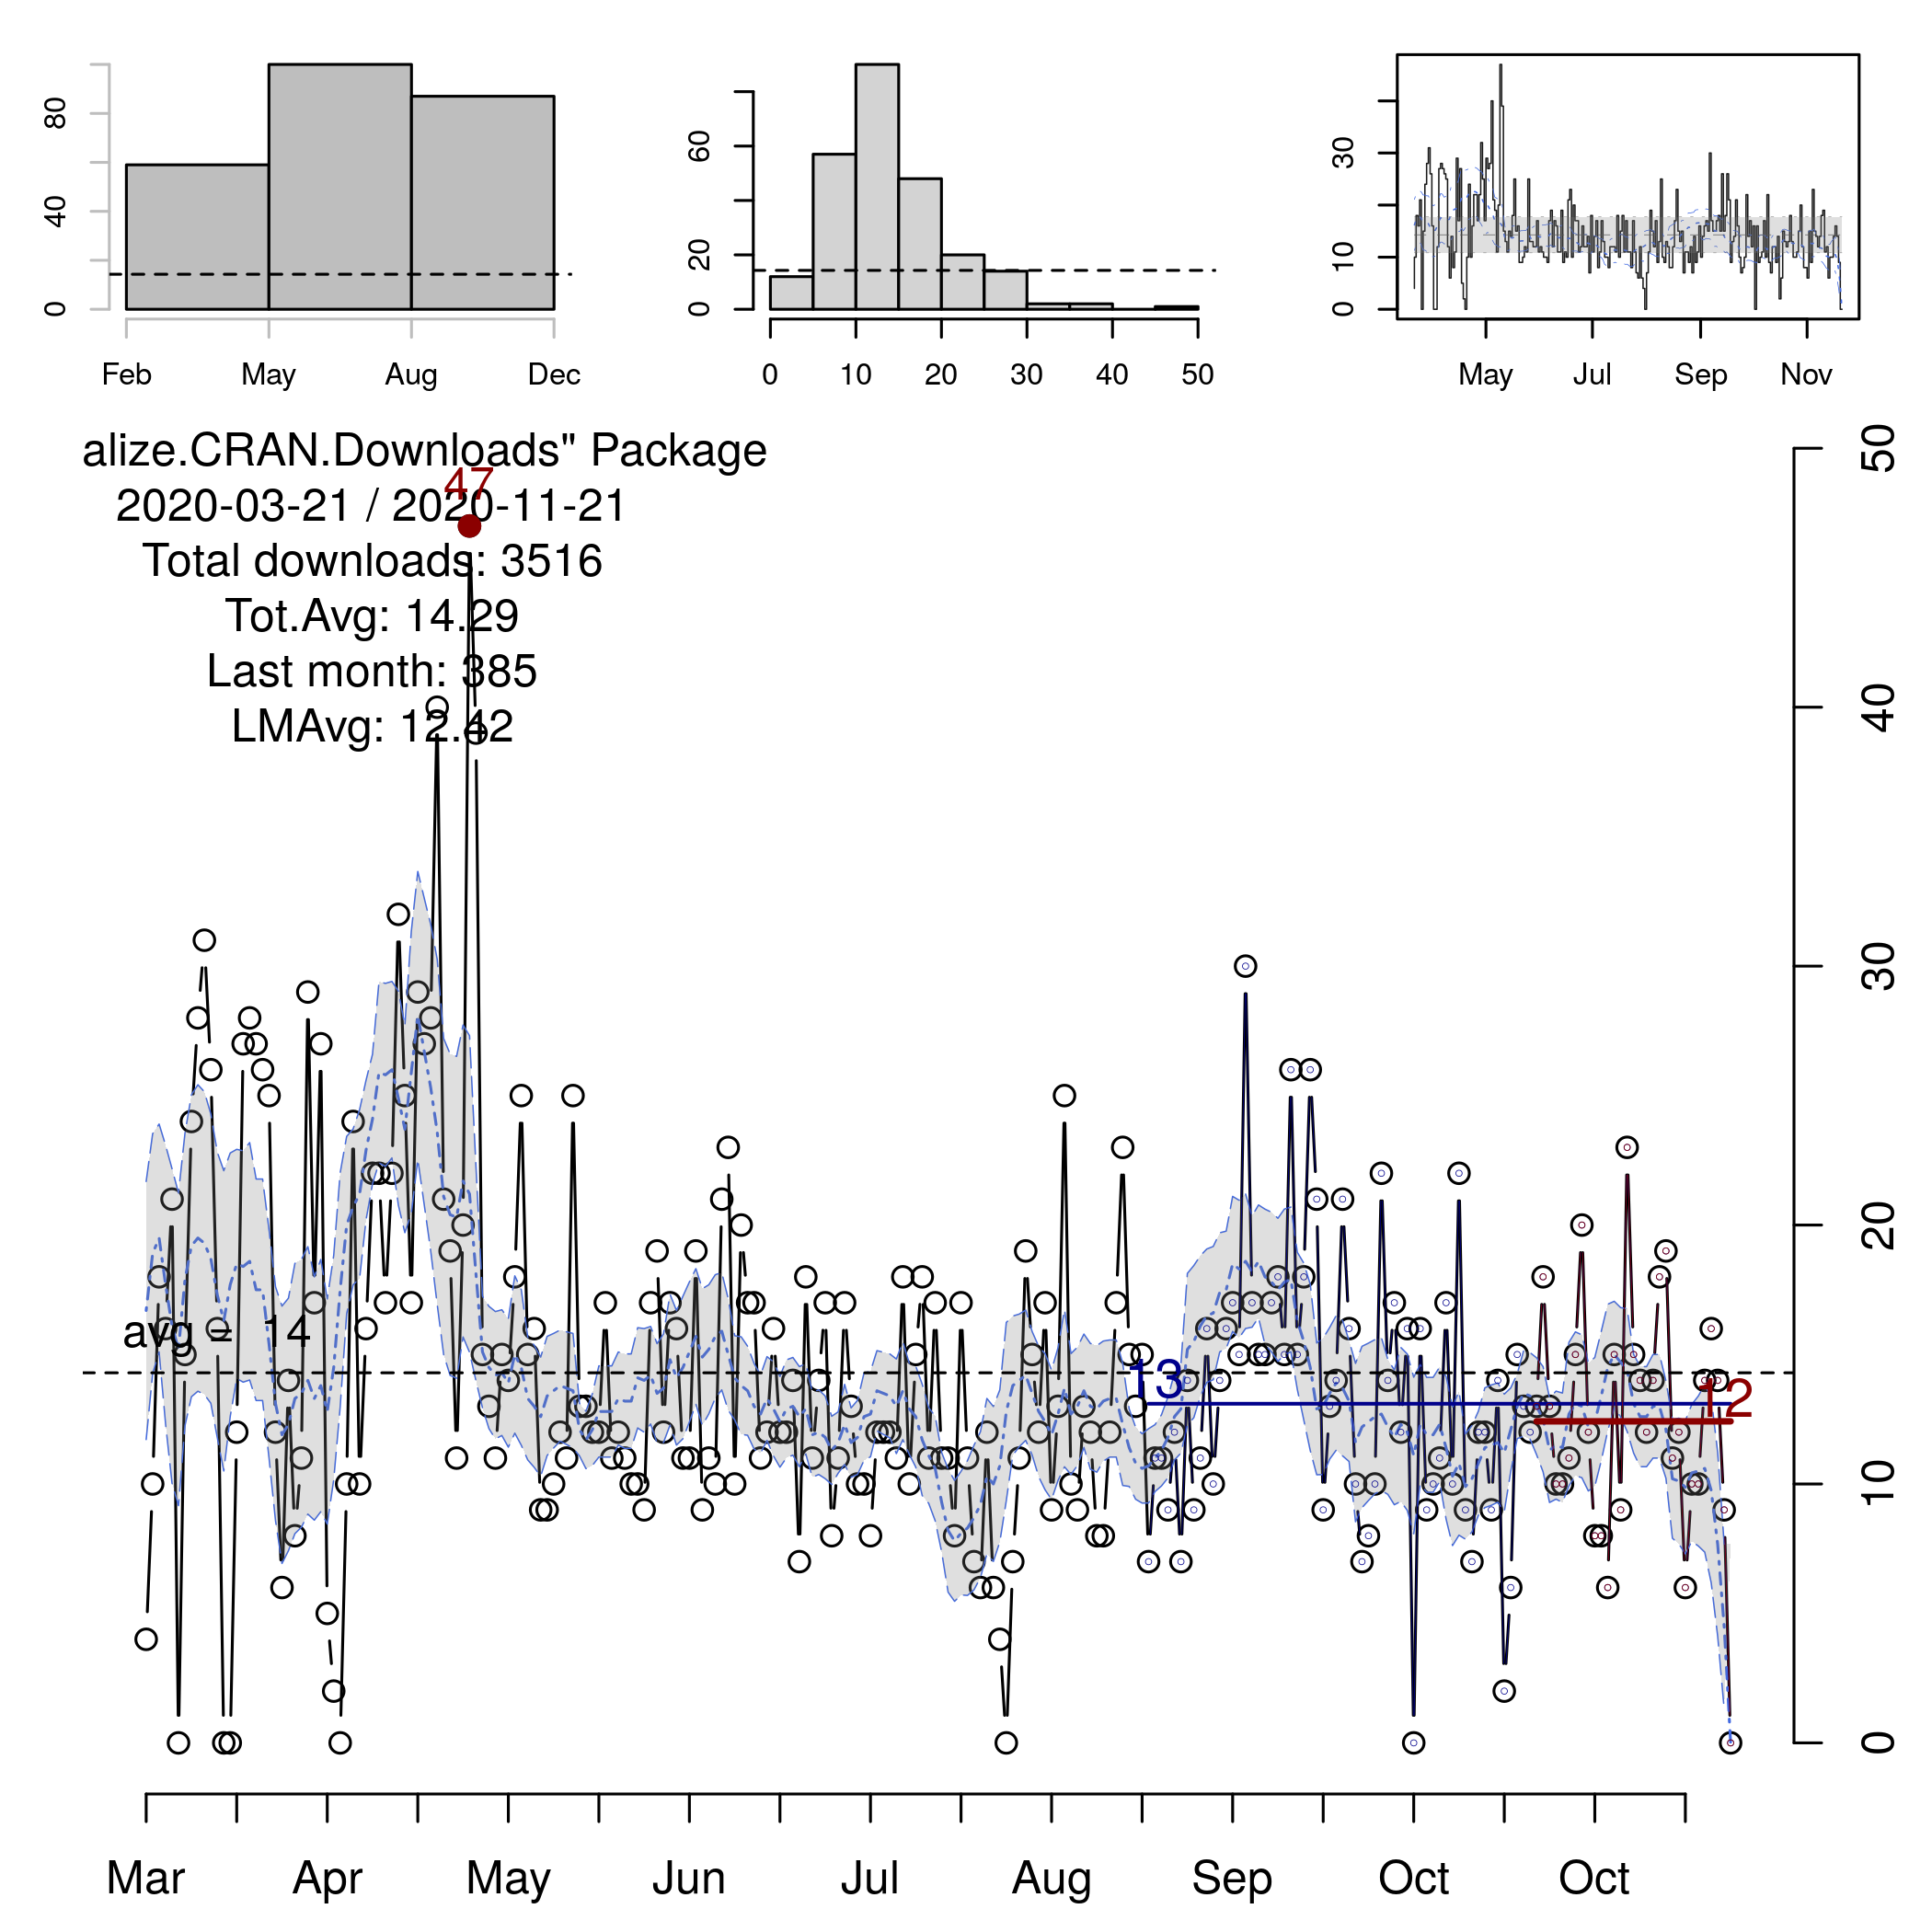 80
40
0
Feb May Aug Dec
60
20
0
0 10 20 30 40 50
30
10
0
May Jul Sep Nov
alize.CRAN.Downloads" Package
47
2020-03-21 / 2020-11-21
Total downloads: 3516
Tot.Avg: 14.29
Last month: 385
LMAvg: 12.42
avg = 14
13
12
50
40
30
20
10
0
Mar Apr May Jun Jul Aug Sep Oct Oct